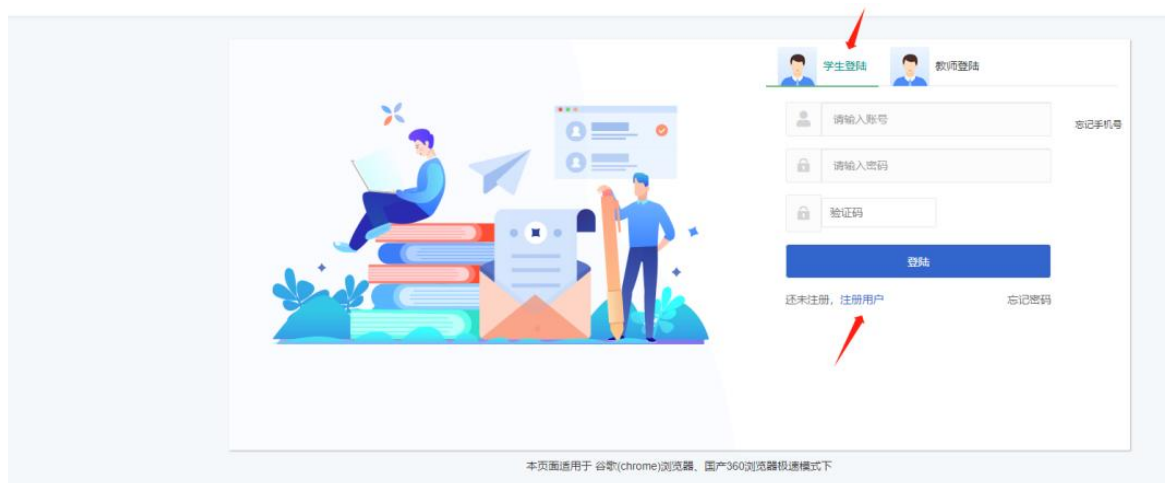 学生登陆 教师登陆
请输入账号
忘记手机号
请输入密码
验证码
登陆
还未注册，注册用户 忘记密码
本页面适用于 谷歌(chrome)浏览器、国产360浏览器极速模式下